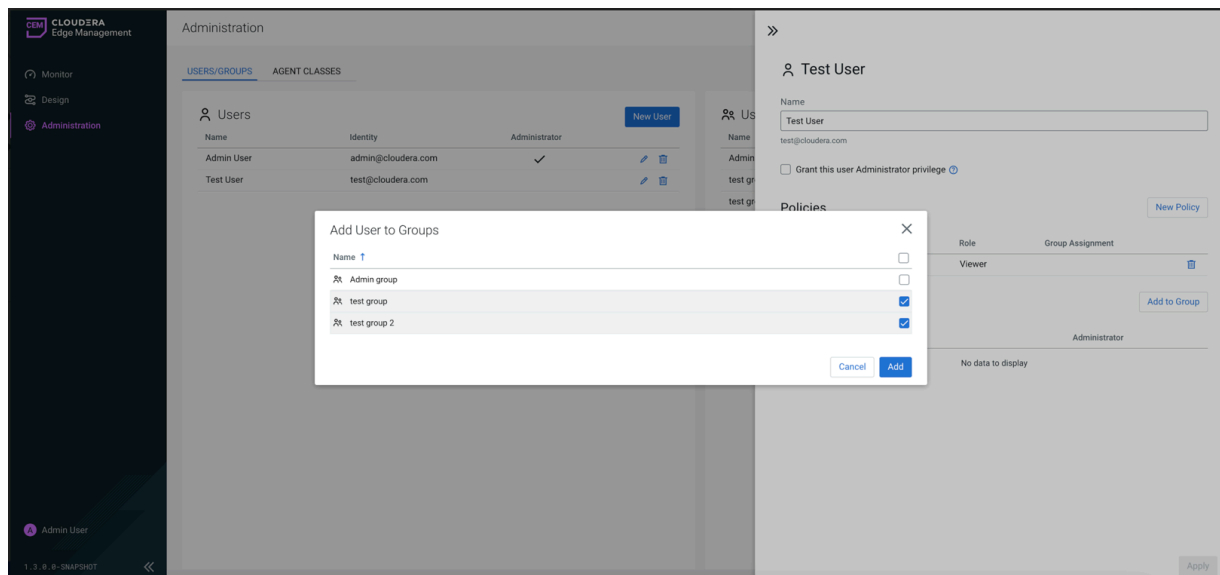 CEM CLOUDERA
Edge Management
Monitor
Design
Administration
Admin User
1.3.0.0-SNAPSHOT
Administration
USERS/GROUPS AGENT CLASSES
Users
New User
Name Identity Administrator
Admin User admin@cloudera.com
Test User test@cloudera.com
Us
Name
Admin
test gr
test gr
Add User to Groups
Name
Admin group
test group
test group 2
Cancel Add
Test User
Name
Test User
test@cloudera.com
Grant this user Administrator privilege
Policies New Policy
Role Group Assignment
Viewer
Add to Group
Administrator
No data to display
Apply
A